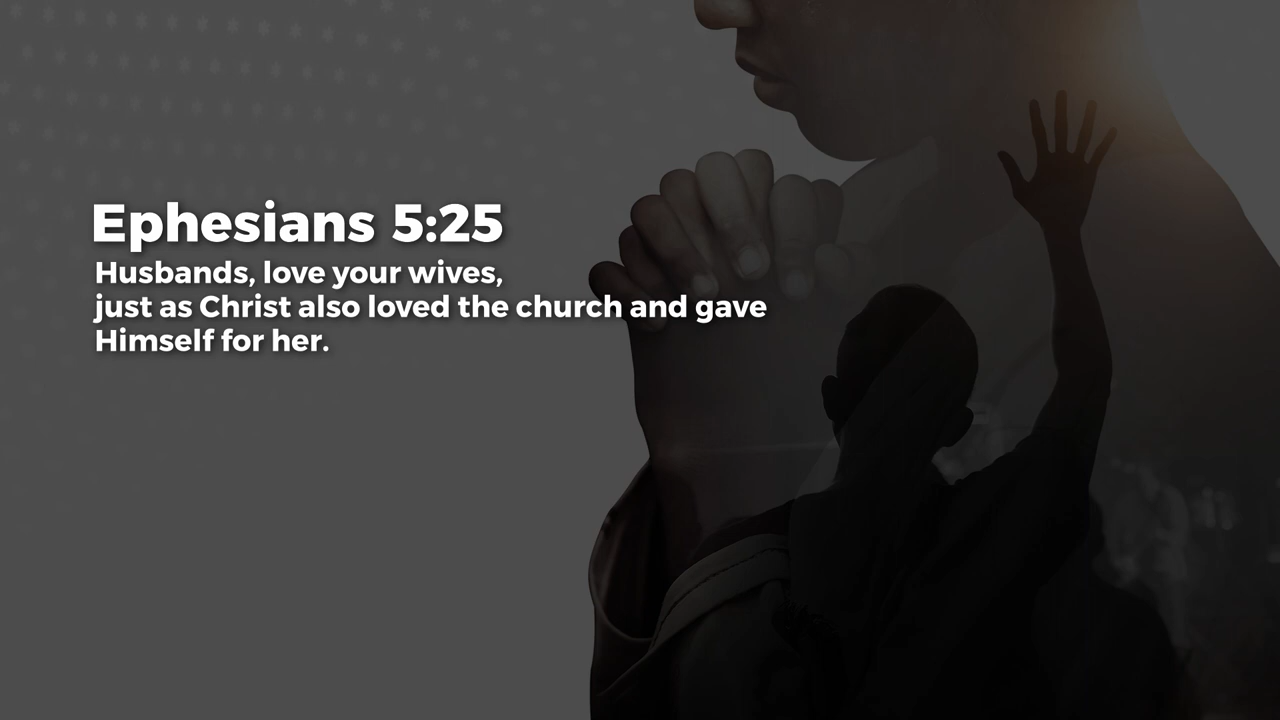 Ephesians 5:25
Husbands, love your wives,
just as Christ also loved the church and gave
Himself for her.